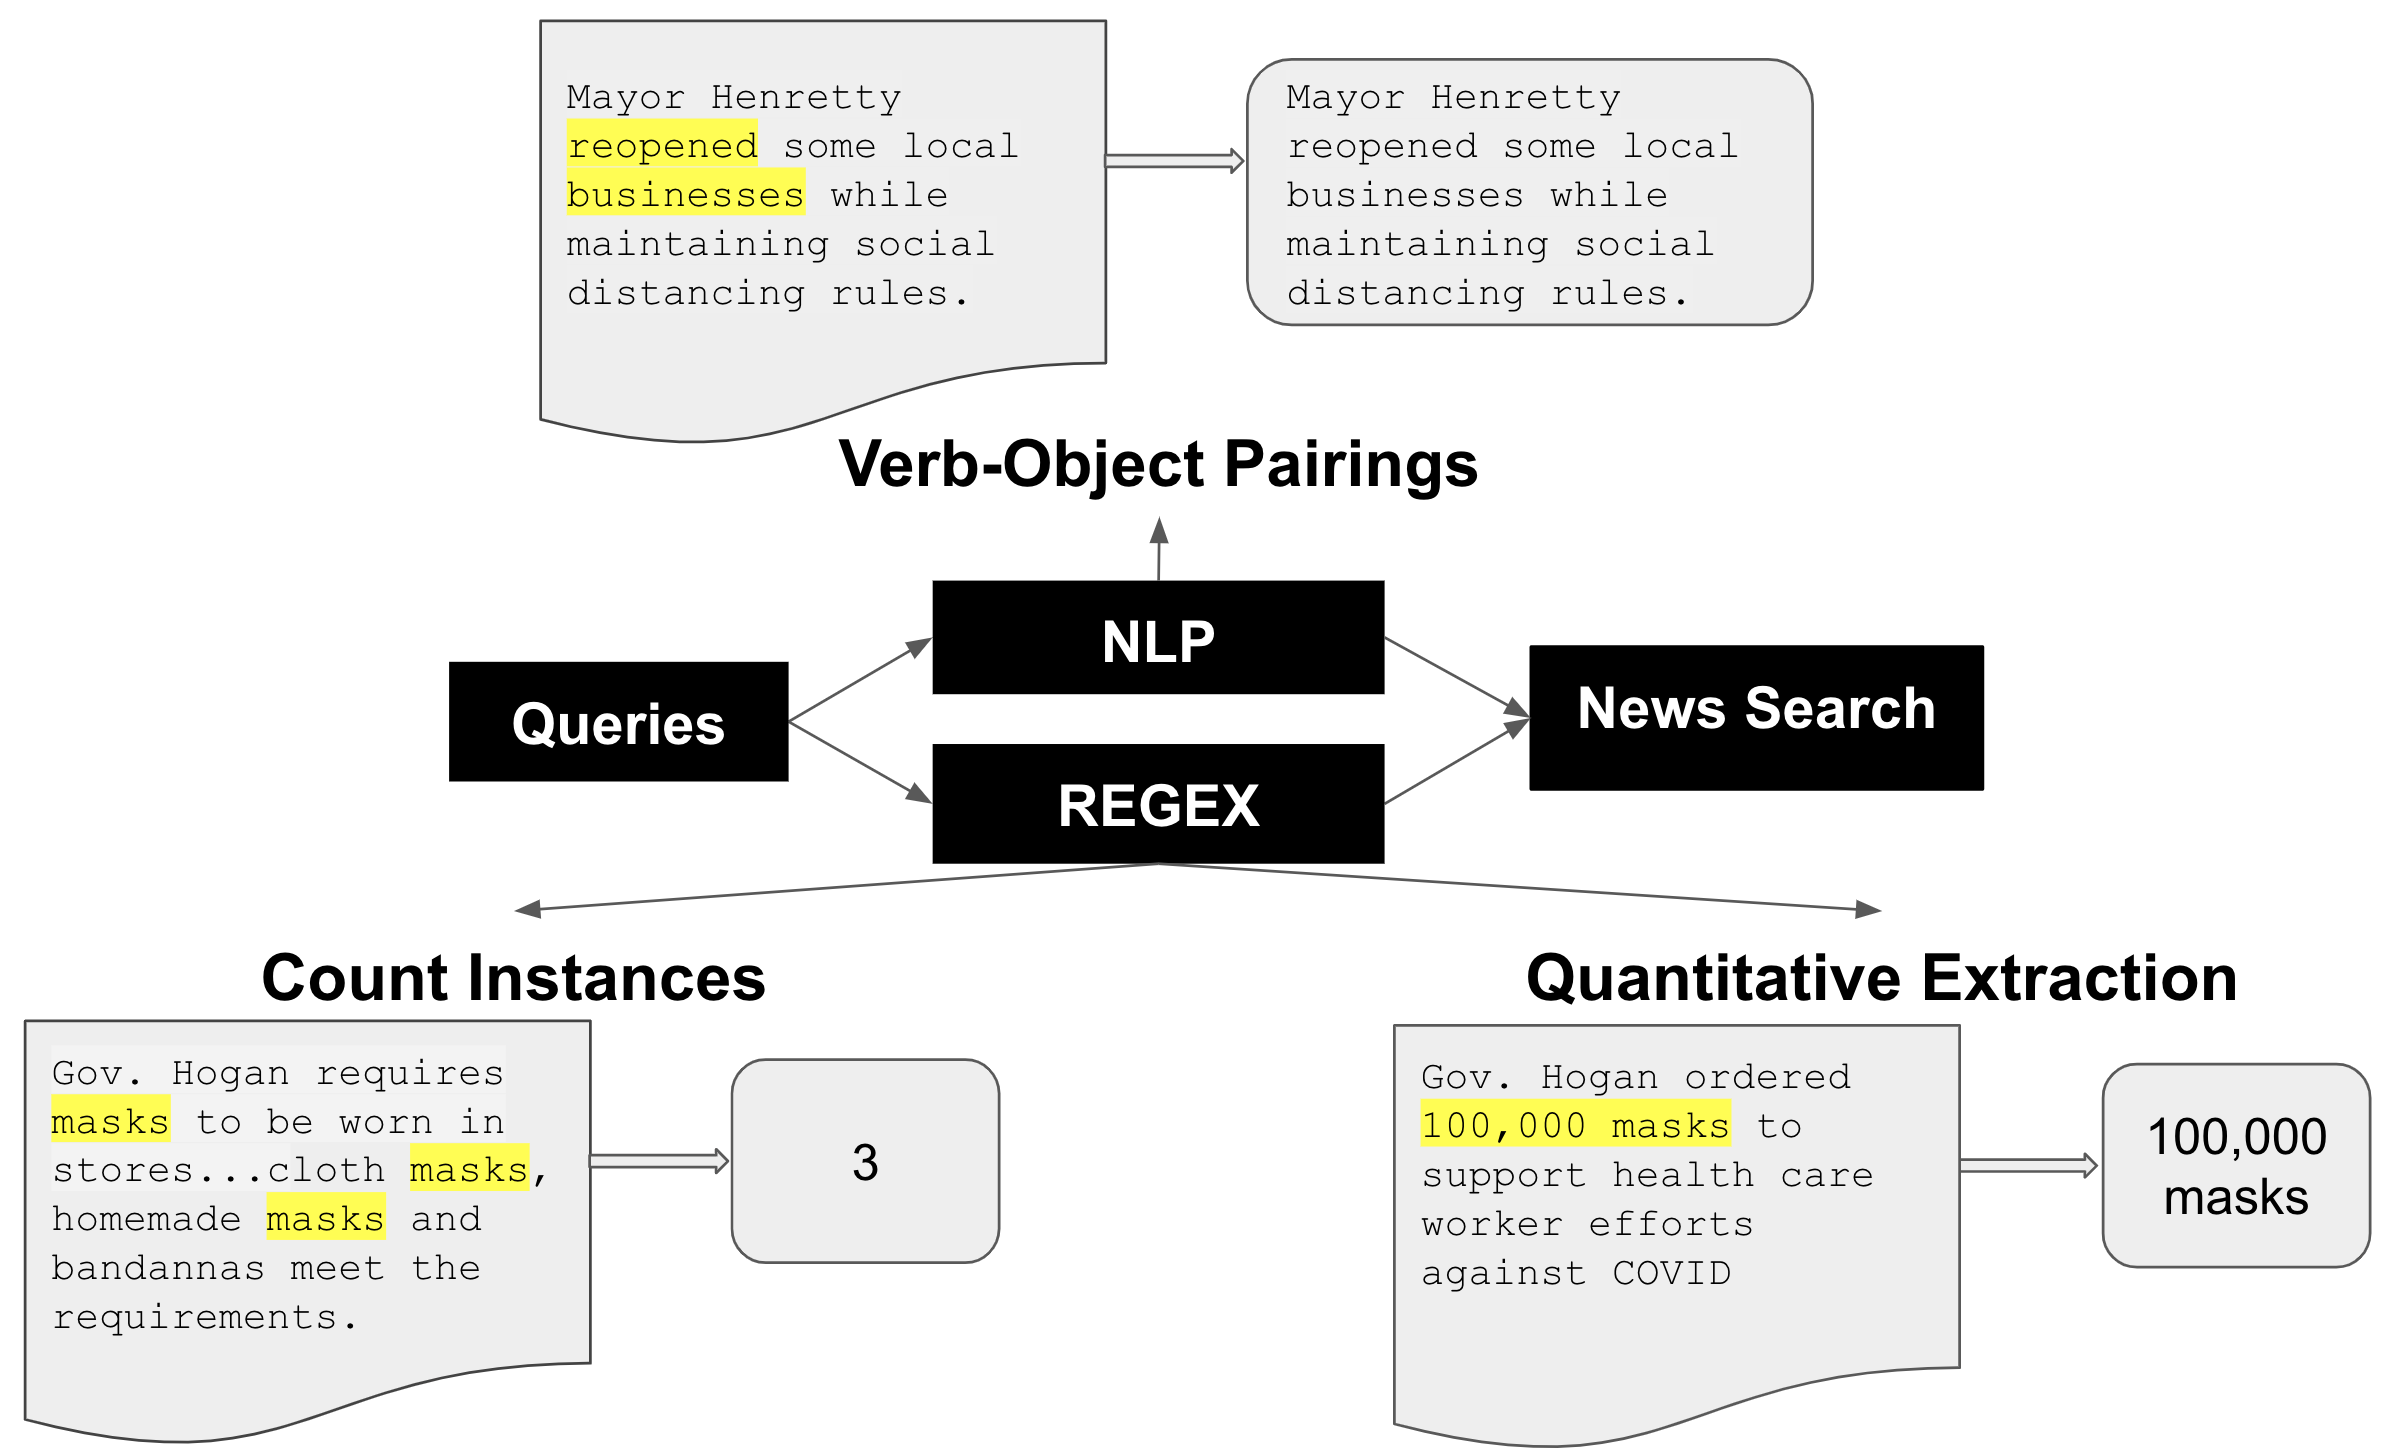 Mayor Henretty
reopened some local
businesses while
maintaining social
distancing rules.
Mayor Henretty
reopened some local
businesses while
maintaining social
distancing rules.
Verb-Object Pairings
NLP
Queries
News Search
REGEX
Count Instances
Quantitative Extraction
Gov. Hogan requires
masks to be worn in
stores...cloth masks,
homemade masks and
bandannas meet the
requirements.
3
Gov. Hogan ordered
100,000 masks to
support health care
worker efforts
against COVID
100,000
masks